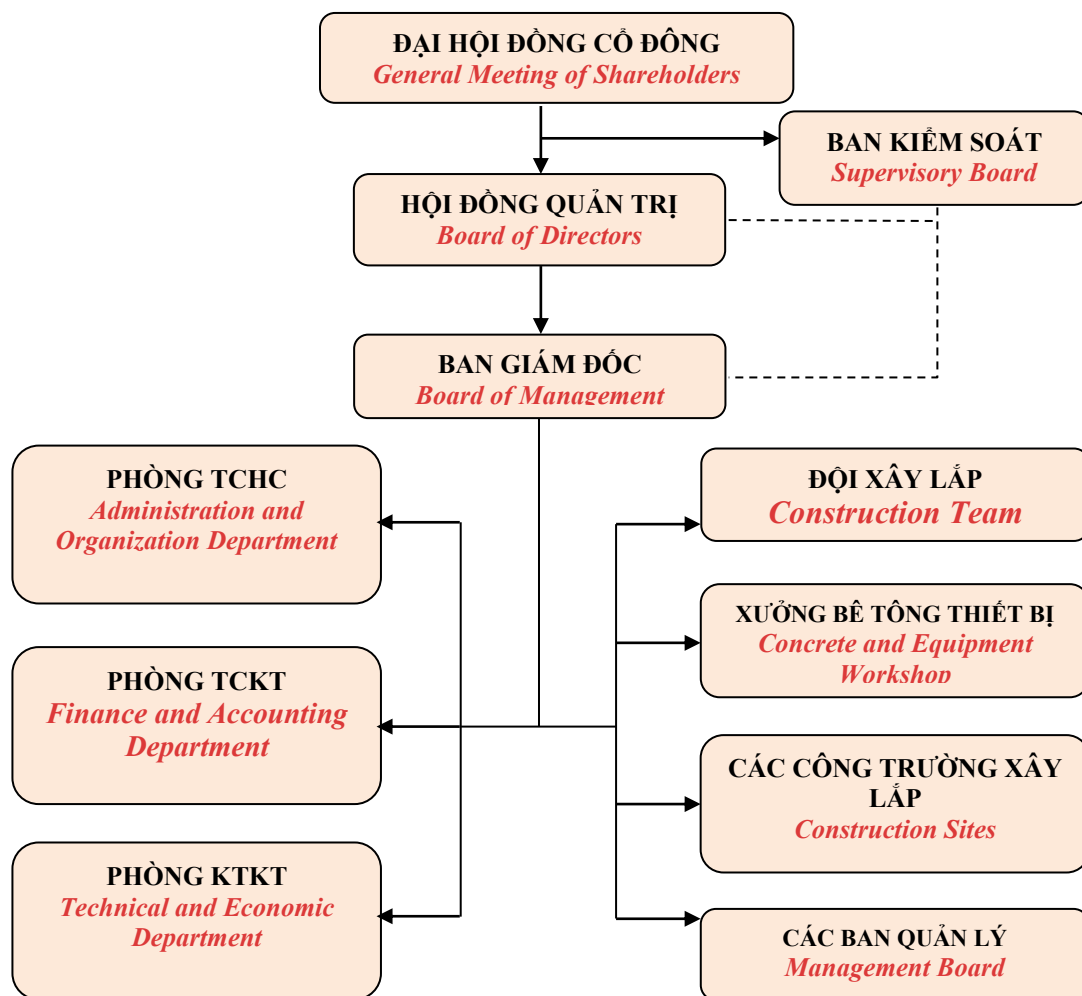 ĐẠI HỘI ĐỒNG CỔ ĐÔNG
General Meeting of Shareholders
BAN KIỂM SOÁT
Supervisory Board
HỘI ĐỒNG QUẢN TRỊ
Board of Directors
BAN GIÁM ĐỐC
Board of Management
PHÒNG TCHC
Administration and
Organization Department
PHÒNG TCKT
Finance and Accounting
Department
PHÒNG KTKT
Technical and Economic
Department
ĐỘI XÂY LẮP
Construction Team
XƯỞNG BÊ TÔNG THIẾT BỊ
Concrete and Equipment
Workshop
CÁC CÔNG TRƯỜNG XÂY
LẮP
Construction Sites
CÁC BAN QUẢN LÝ
Management Board